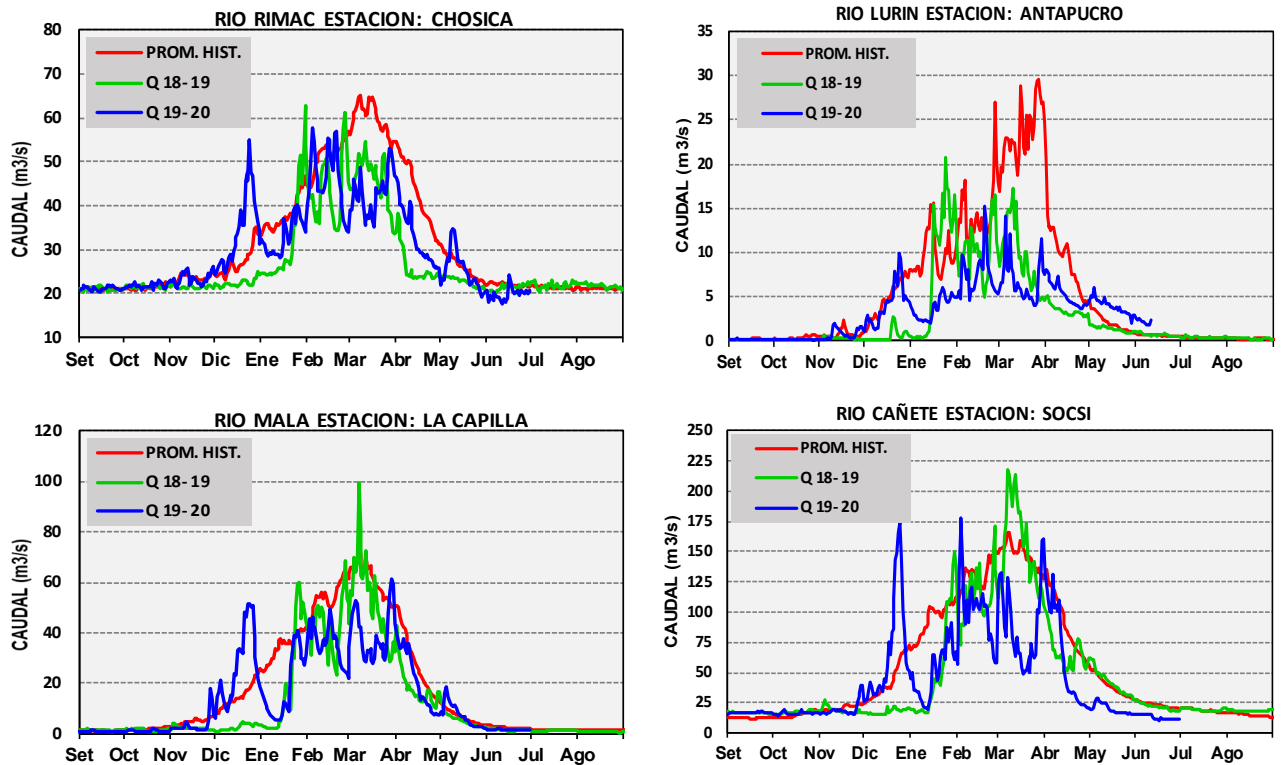 RIO RIMAC ESTACION: CHOSICA
CAUDAL (m3/s)
80
70
60
50
40
30
20
10
PROM. HIST.
Q 18- 19
Q 19- 20
Set Oct Nov Dic Ene Feb Mar Abr May Jun Jul Ago
RIO LURIN ESTACION: ANTAPUCRO
CAUDAL (m3/s)
35
30
25
20
15
10
5
0
PROM. HIST.
Q 18- 19
Q 19- 20
Set Oct Nov Dic Ene Feb Mar Abr May Jun Jul Ago
RIO MALA ESTACION: LA CAPILLA
CAUDAL (m3/s)
120
100
80
60
40
20
0
PROM. HIST.
Q 18- 19
Q 19- 20
Set Oct Nov Dic Ene Feb Mar Abr May Jun Jul Ago
RIO CAÑETE ESTACION: SOCSI
CAUDAL (m3/s)
250
225
200
175
150
125
100
75
50
25
0
PROM. HIST.
Q 18- 19
Q 19- 20
Set Oct Nov Dic Ene Feb Mar Abr May Jun Jul Ago